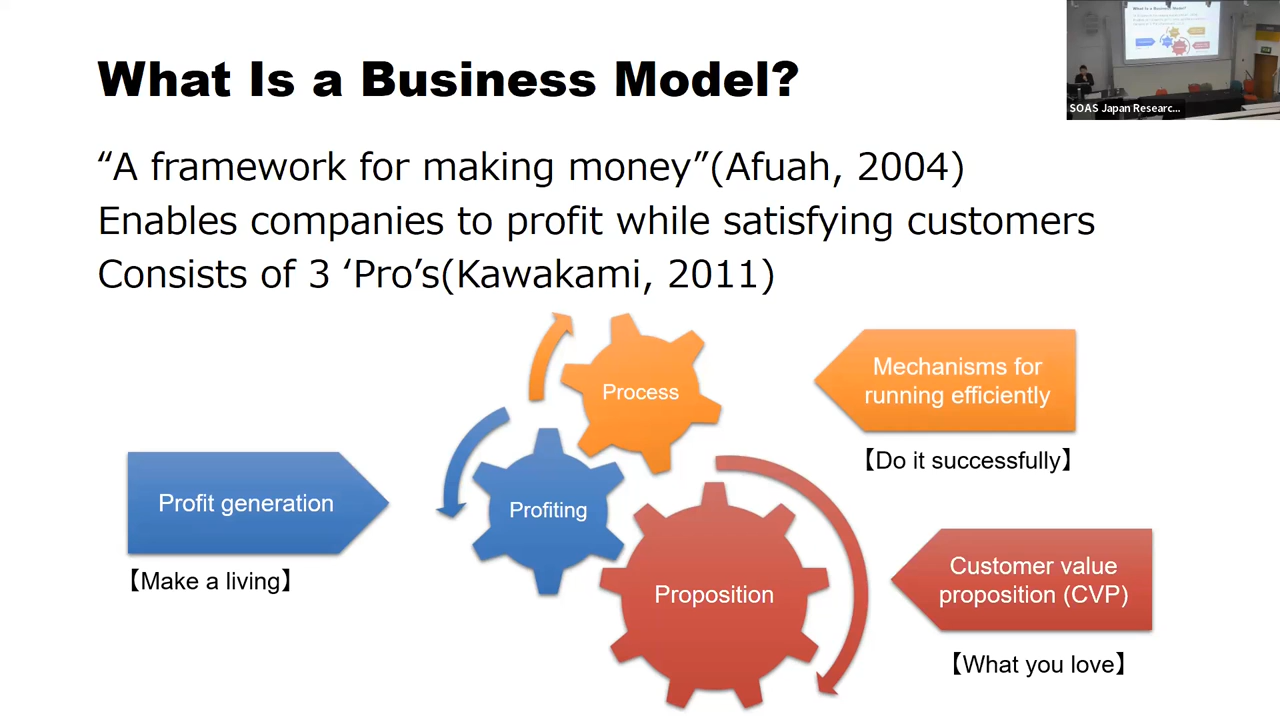 What Is a Business Model?
SOAS Japan Researc...
“A framework for making money”(Afuah, 2004)
Enables companies to profit while satisfying customers
Consists of 3 ‘Pro’s(Kawakami, 2011)
Process
Mechanisms for
running efficiently
【Do it successfully】
Profit generation
【Make a living】
Profiting
Proposition
Customer value
proposition (CVP)
【What you love】